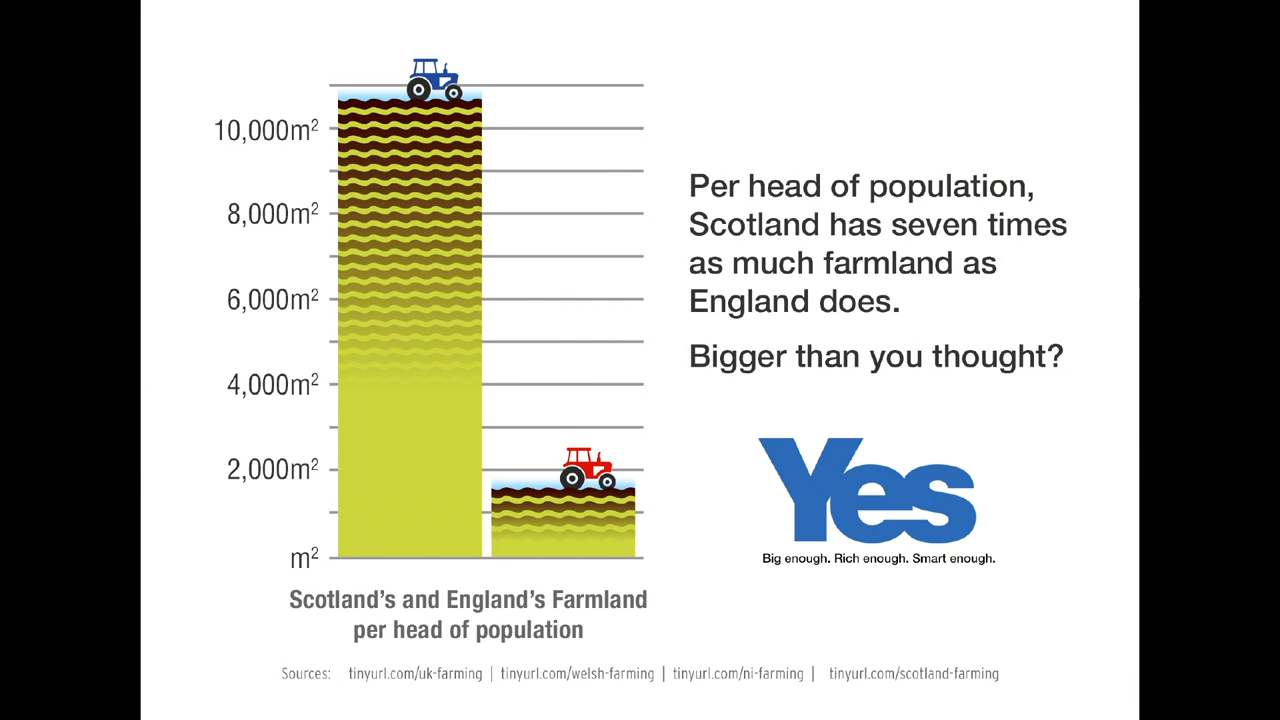 10,000m²
8,000m²
6,000m²
4,000m²
2,000m²
m²
Scotland's and England's Farmland
per head of population
Per head of population,
Scotland has seven times
as much farmland as
England does.
Bigger than you thought?
Yes
Big enough. Rich enough. Smart enough.
Sources: tinyurl.com/uk-farming | tinyurl.com/welsh-farming | tinyurl.com/ni-farming | tinyurl.com/scotland-farming